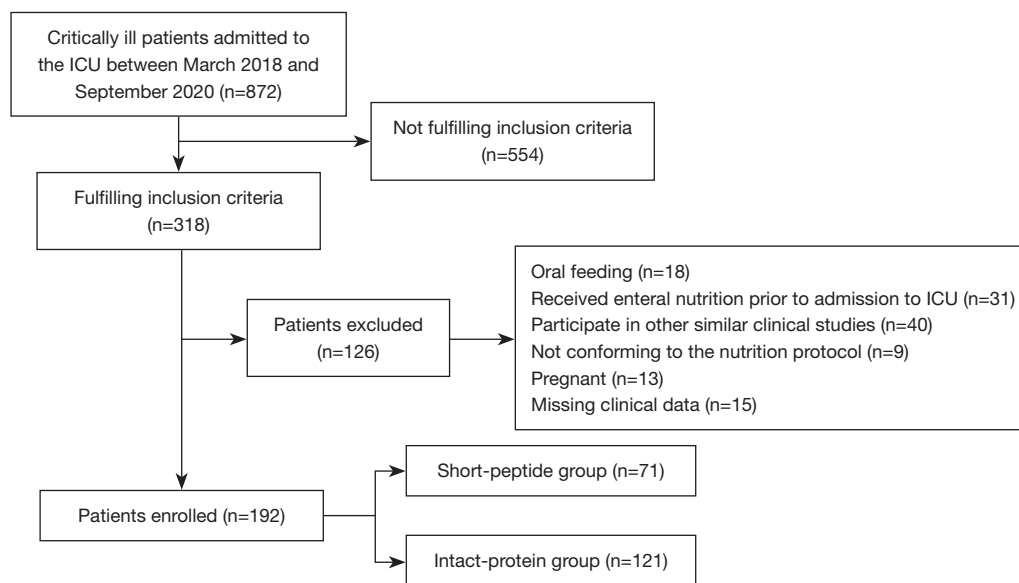 Critically ill patients admitted to
the ICU between March 2018 and
September 2020 (n=872)
Not fulfilling inclusion criteria
(n=554)
Fulfilling inclusion criteria
(n=318)
Patients excluded
(n=126)
Oral feeding (n=18)
Received enteral nutrition prior to admission to ICU (n=31)
Participate in other similar clinical studies (n=40)
Not conforming to the nutrition protocol (n=9)
Pregnant (n=13)
Missing clinical data (n=15)
Short-peptide group (n=71)
Patients enrolled (n=192)
Intact-protein group (n=121)